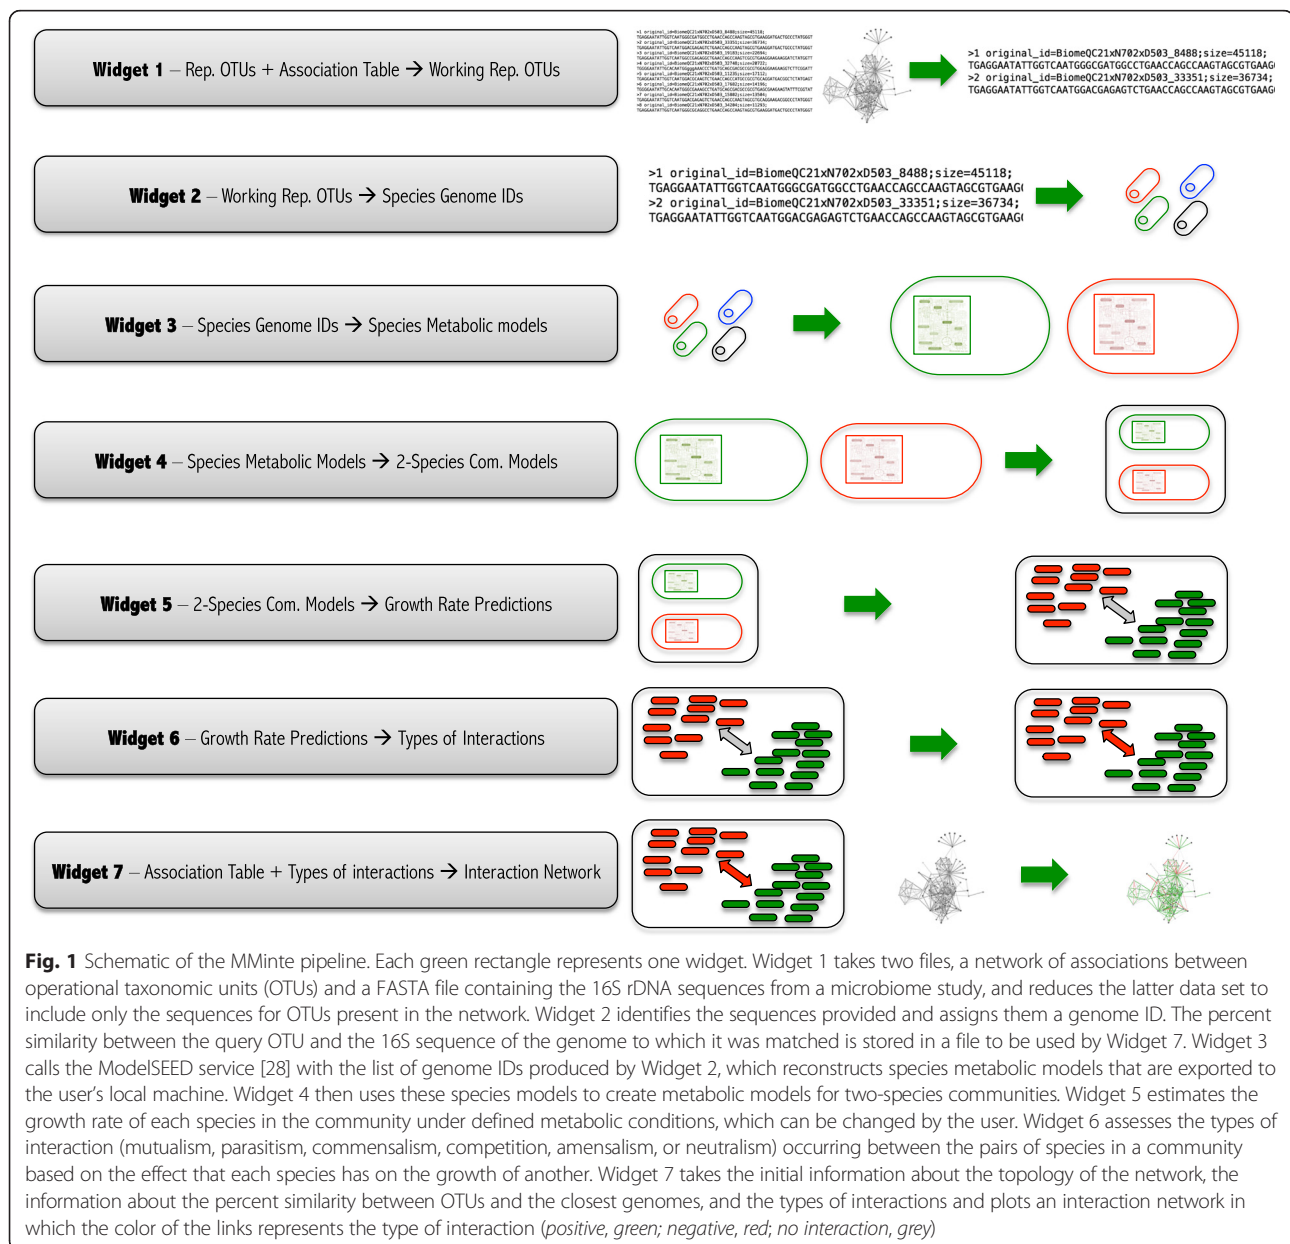 Widget 1 – Rep. OTUs + Association Table → Working Rep. OTUs
>1 original_id=BiomeQC21xN702xD503_8488;size=45118;
TGAGGAATATTGGTCAATGGGCGATGGCCTGAACCAGCCAAGTAGCGTGAAG
>2 original_id=BiomeQC21xN702xD503_33351;size=36734;
TGAGGAATATTGGTCAATGGACGAGAGTCTGAACCAGCCAAGTAGCGTGAAG
Widget 2 – Working Rep. OTUs → Species Genome IDs
>1 original_id=BiomeQC21xN702xD503_8488;size=45118;
TGAGGAATATTGGTCAATGGGCGATGGCCTGAACCAGCCAAGTAGCGTGAAG
>2 original_id=BiomeQC21xN702xD503_33351;size=36734;
TGAGGAATATTGGTCAATGGACGAGAGTCTGAACCAGCCAAGTAGCGTGAAG
Widget 3 – Species Genome IDs → Species Metabolic models
Widget 4 – Species Metabolic Models → 2-Species Com. Models
Widget 5 – 2-Species Com. Models → Growth Rate Predictions
Widget 6 – Growth Rate Predictions → Types of Interactions
Widget 7 – Association Table + Types of interactions → Interaction Network
Fig. 1 Schematic of the MMinte pipeline. Each green rectangle represents one widget. Widget 1 takes two files, a network of associations between
operational taxonomic units (OTUs) and a FASTA file containing the 16S rDNA sequences from a microbiome study, and reduces the latter data set to
include only the sequences for OTUs present in the network. Widget 2 identifies the sequences provided and assigns them a genome ID. The percent
similarity between the query OTU and the 16S sequence of the genome to which it was matched is stored in a file to be used by Widget 7. Widget 3
calls the ModelSEED service [28] with the list of genome IDs produced by Widget 2, which reconstructs species metabolic models that are exported to
the user's local machine. Widget 4 then uses these species models to create metabolic models for two-species communities. Widget 5 estimates the
growth rate of each species in the community under defined metabolic conditions, which can be changed by the user. Widget 6 assesses the types of
interaction (mutualism, parasitism, commensalism, competition, amensalism, or neutralism) occurring between the pairs of species in a community
based on the effect that each species has on the growth of another. Widget 7 takes the initial information about the topology of the network, the
information about the percent similarity between OTUs and the closest genomes, and the types of interactions and plots an interaction network in
which the color of the links represents the type of interaction (positive, green; negative, red; no interaction, grey)